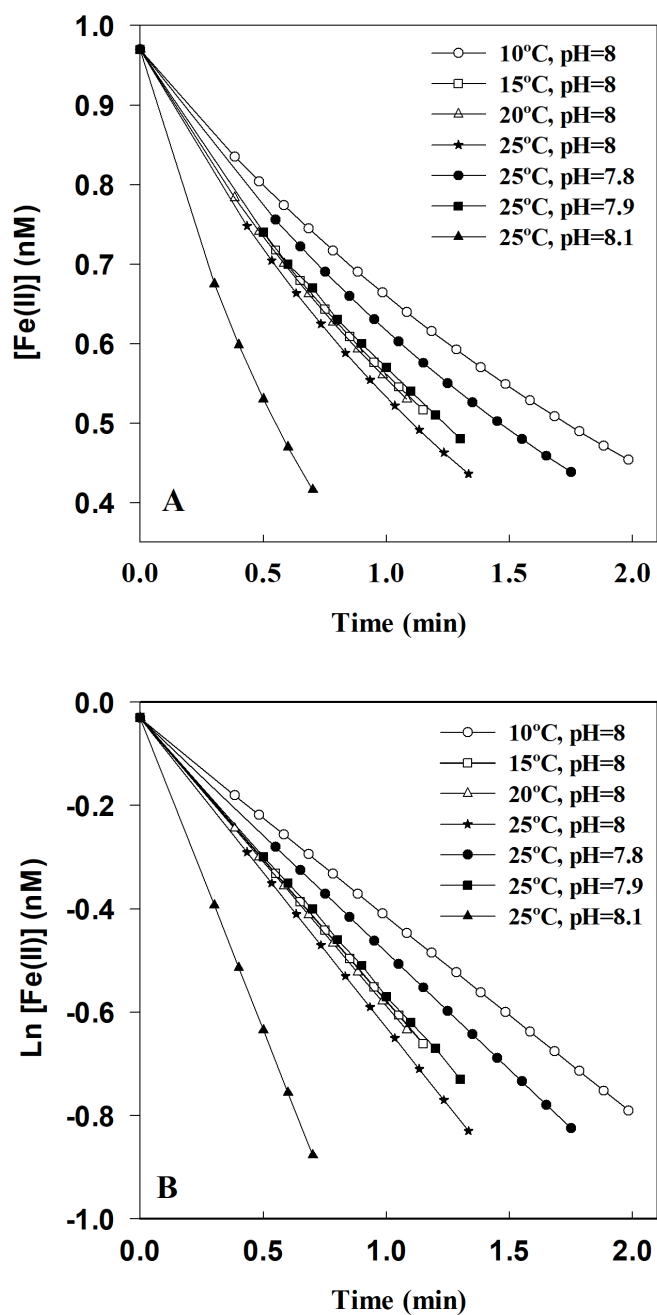 1.0
0.9
0.8
0.7
0.6
0.5
0.4
[Fe(II)] (nM)
10ºC, pH=8
15ºC, pH=8
20ºC, pH=8
25ºC, pH=8
25ºC, pH=7.8
25ºC, pH=7.9
25ºC, pH=8.1
A
0.0 0.5 1.0 1.5 2.0
Time (min)
0.0
-0.2
-0.4
-0.6
-0.8
-1.0
Ln [Fe(II)] (nM)
10ºC, pH=8
15ºC, pH=8
20ºC, pH=8
25ºC, pH=8
25ºC, pH=7.8
25ºC, pH=7.9
25ºC, pH=8.1
B
0.0 0.5 1.0 1.5 2.0
Time (min)